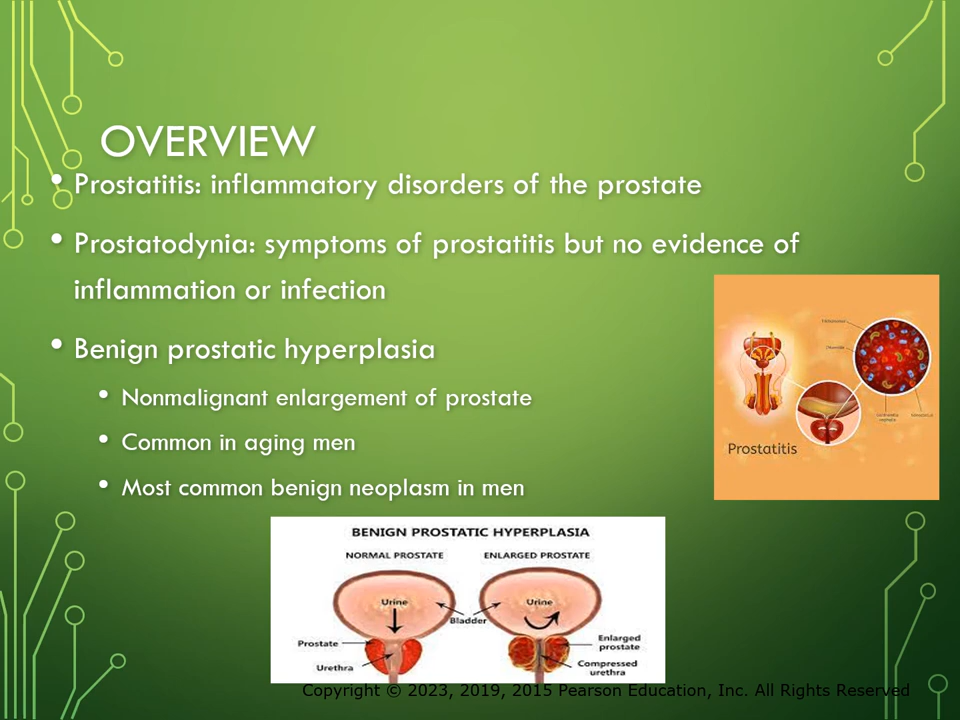 OVERVIEW
• Prostatitis: inflammatory disorders of the prostate
• Prostatodynia: symptoms of prostatitis but no evidence of
inflammation or infection
• Benign prostatic hyperplasia
• Nonmalignant enlargement of prostate
• Common in aging men
• Most common benign neoplasm in men
Prostatitis
BENIGN PROSTATIC HYPERPLASIA
NORMAL PROSTATE ENLARGED PROSTATE
Urine Urine
Bladder
Prostate
Urethra
Enlarged
prostate
Compressed
urethra
Copyright © 2023, 2019, 2015 Pearson Education, Inc. All Rights Reserved